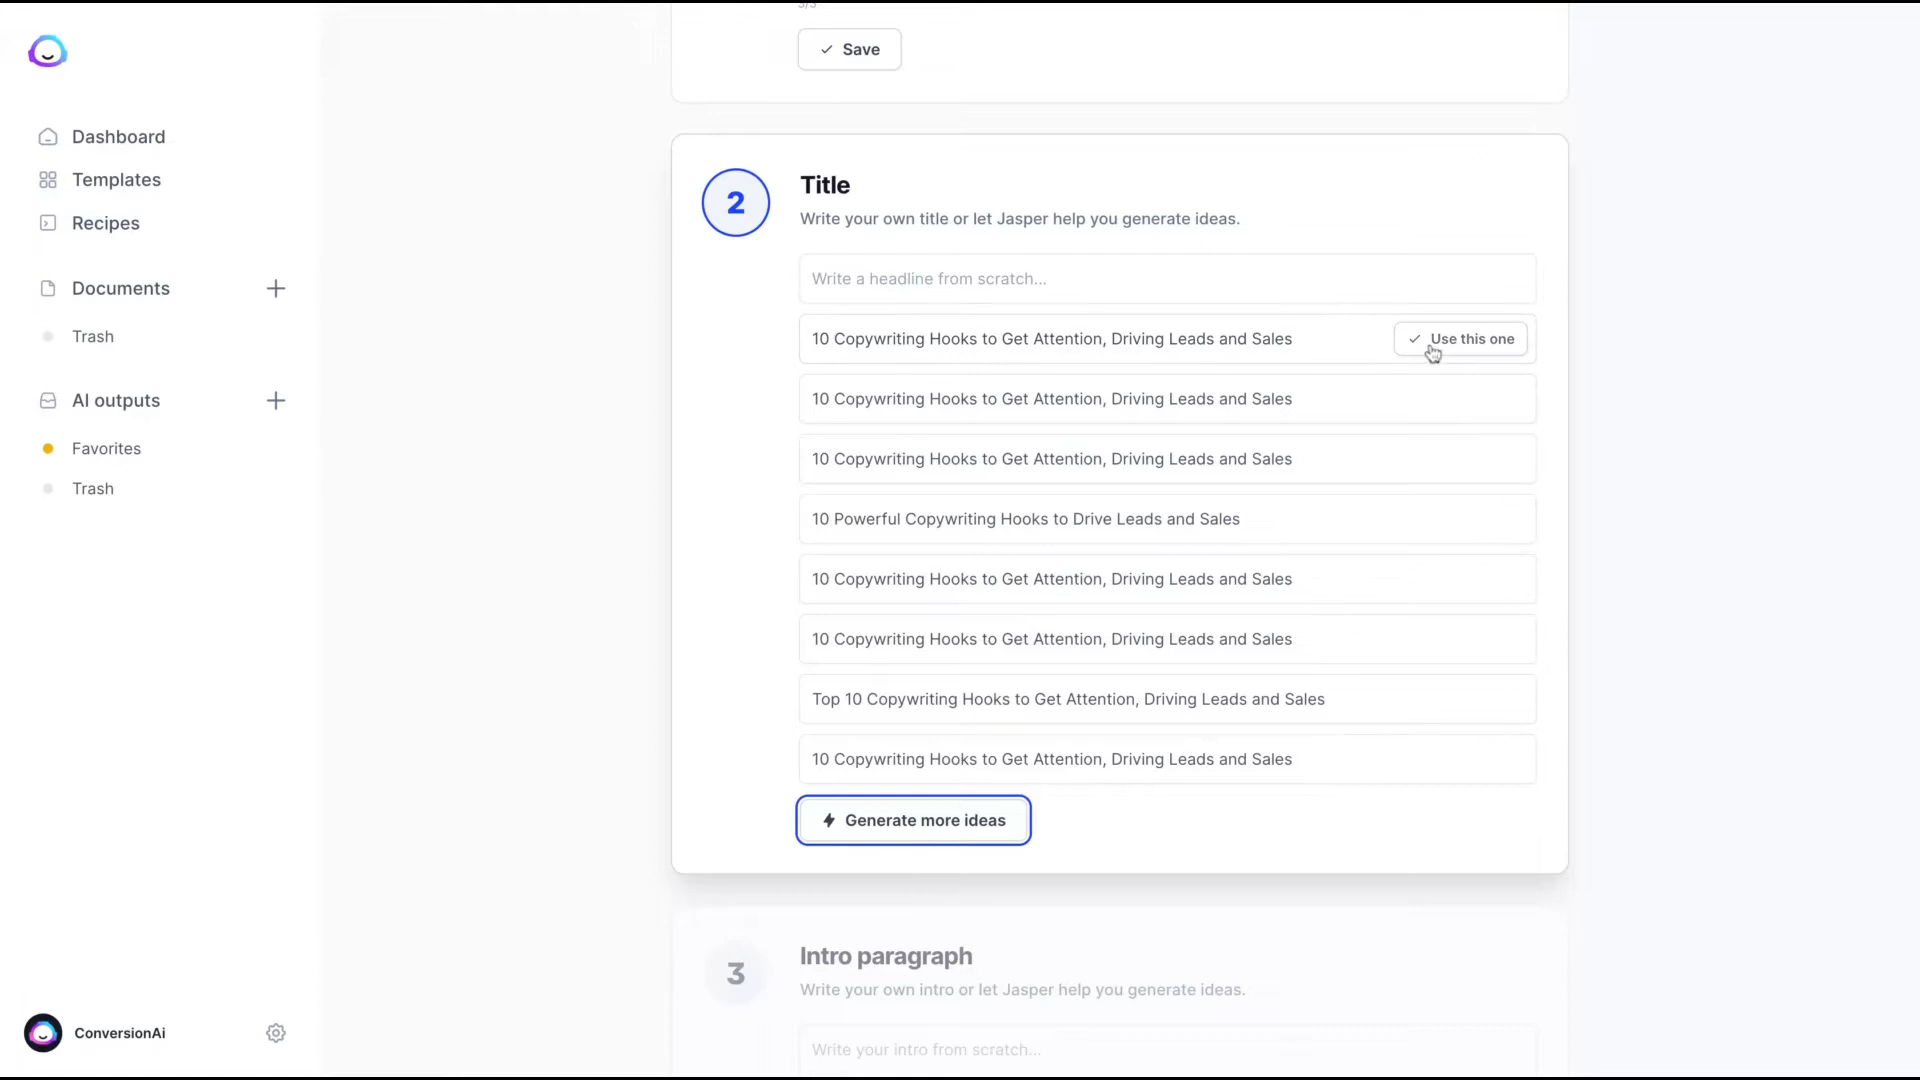 3/3
Save
Dashboard
Templates
Recipes
Documents
Trash
AI outputs
Favorites
Trash
ConversionAi
2
Title
Write your own title or let Jasper help you generate ideas.
Write a headline from scratch...
10 Copywriting Hooks to Get Attention, Driving Leads and Sales
Use this one
10 Copywriting Hooks to Get Attention, Driving Leads and Sales
10 Copywriting Hooks to Get Attention, Driving Leads and Sales
10 Powerful Copywriting Hooks to Drive Leads and Sales
10 Copywriting Hooks to Get Attention, Driving Leads and Sales
10 Copywriting Hooks to Get Attention, Driving Leads and Sales
Top 10 Copywriting Hooks to Get Attention, Driving Leads and Sales
10 Copywriting Hooks to Get Attention, Driving Leads and Sales
Generate more ideas
3
Intro paragraph
Write your own intro or let Jasper help you generate ideas.
Write your intro from scratch...